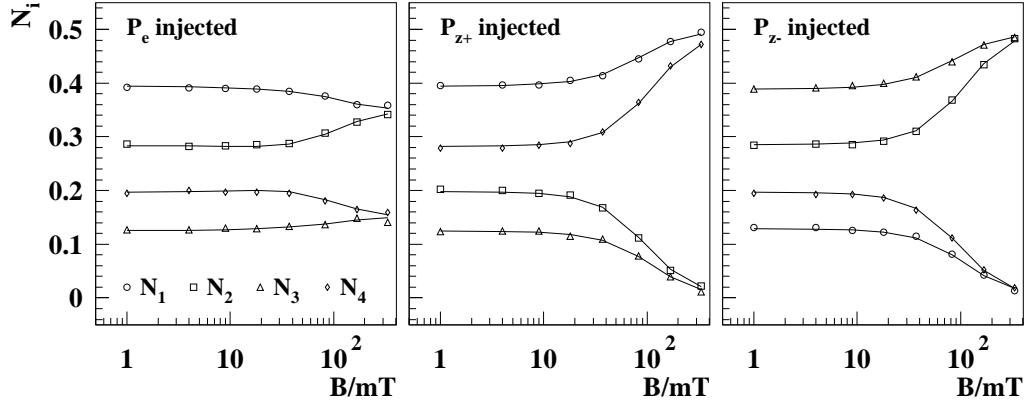 N_i
P_e injected
P_z+ injected
P_z- injected
0.5
0.4
0.3
0.2
0.1
0
N_1 N_2 N_3 N_4
1 10 10^2
1 10 10^2
1 10 10^2
B/mT
B/mT
B/mT